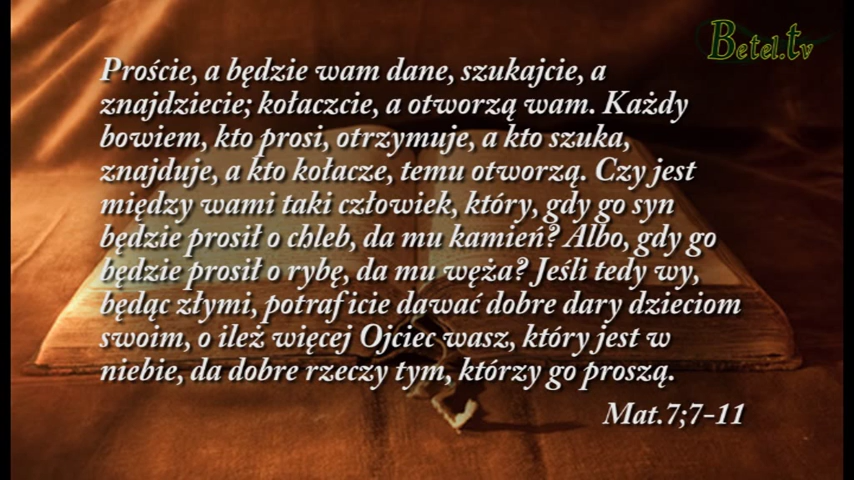 Betel.tv
Proście, a będzie wam dane, szukajcie, a
znajdziecie; kołaczcie, a otworzą wam. Każdy
bowiem, kto prosi, otrzymuje, a kto szuka,
znajduje, a kto kołacze, temu otworzą. Czy jest
między wami taki człowiek, który, gdy go syn
będzie prosił o chleb, da mu kamień? Albo, gdy go
będzie prosił o rybę, da mu węża? Jeśli tedy wy,
będąc złymi, potraficie dawać dobre dary dzieciom
swoim, o ileż więcej Ojciec wasz, który jest w
niebie, da dobre rzeczy tym, którzy go proszą.
Mat.7;7-11